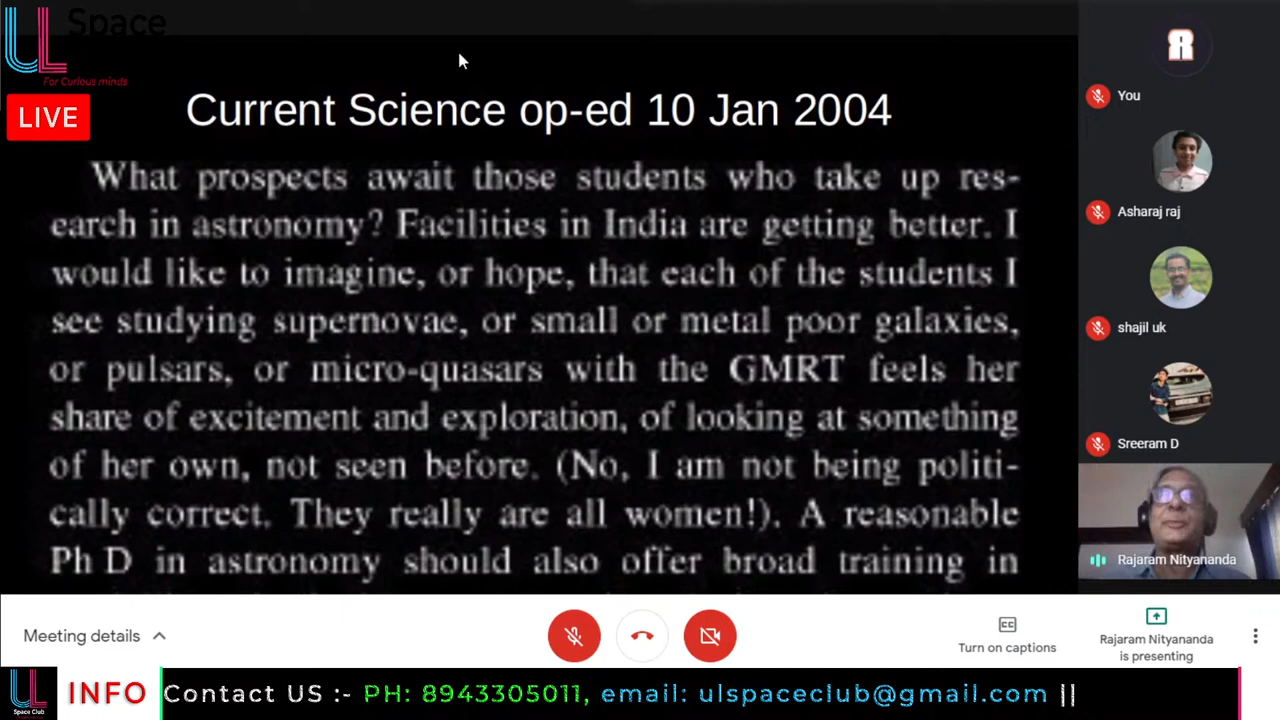 UL Space
For Curious minds
LIVE
Current Science op-ed 10 Jan 2004
What prospects await those students who take up res-
earch in astronomy? Facilities in India are getting better. I
would like to imagine, or hope, that each of the students I
see studying supernovae, or small or metal poor galaxies,
or pulsars, or micro-quasars with the GMRT feels her
share of excitement and exploration, of looking at something
of her own, not seen before. (No, I am not being politi-
cally correct. They really are all women!). A reasonable
Ph D in astronomy should also offer broad training in
You
Asharaj raj
shajil uk
Sreeram D
Rajaram Nityananda
Meeting details
CC
Turn on captions
Rajaram Nityananda
is presenting
UL
Space Club
INFO
Contact US :- PH: 8943305011, email: ulspaceclub@gmail.com ||